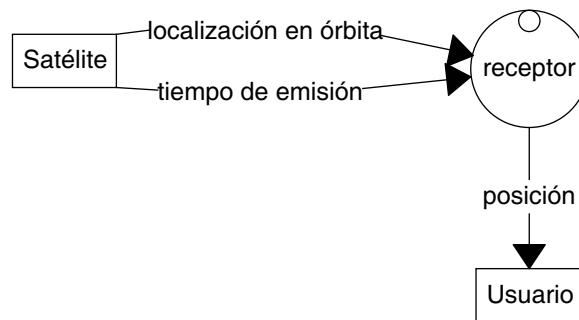 localización en órbita
Satélite
receptor
tiempo de emisión
posición
Usuario